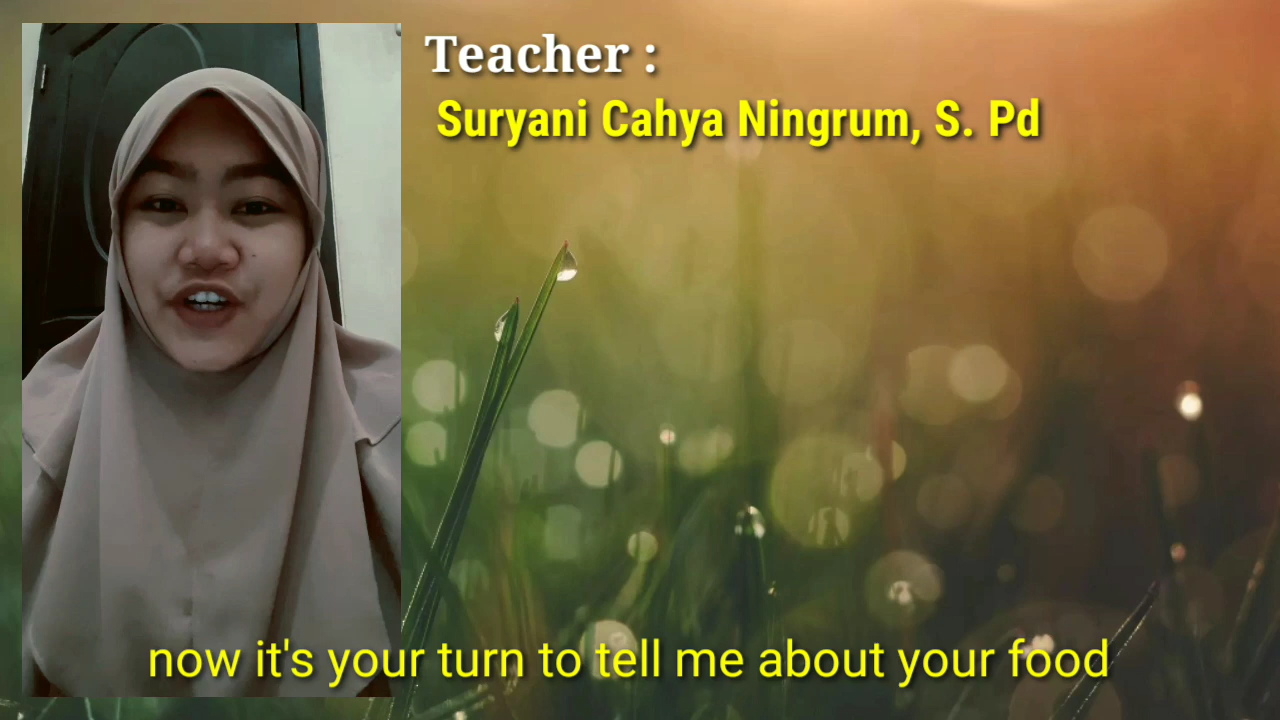 Teacher :
Suryani Cahya Ningrum, S. Pd
now it's your turn to tell me about your food